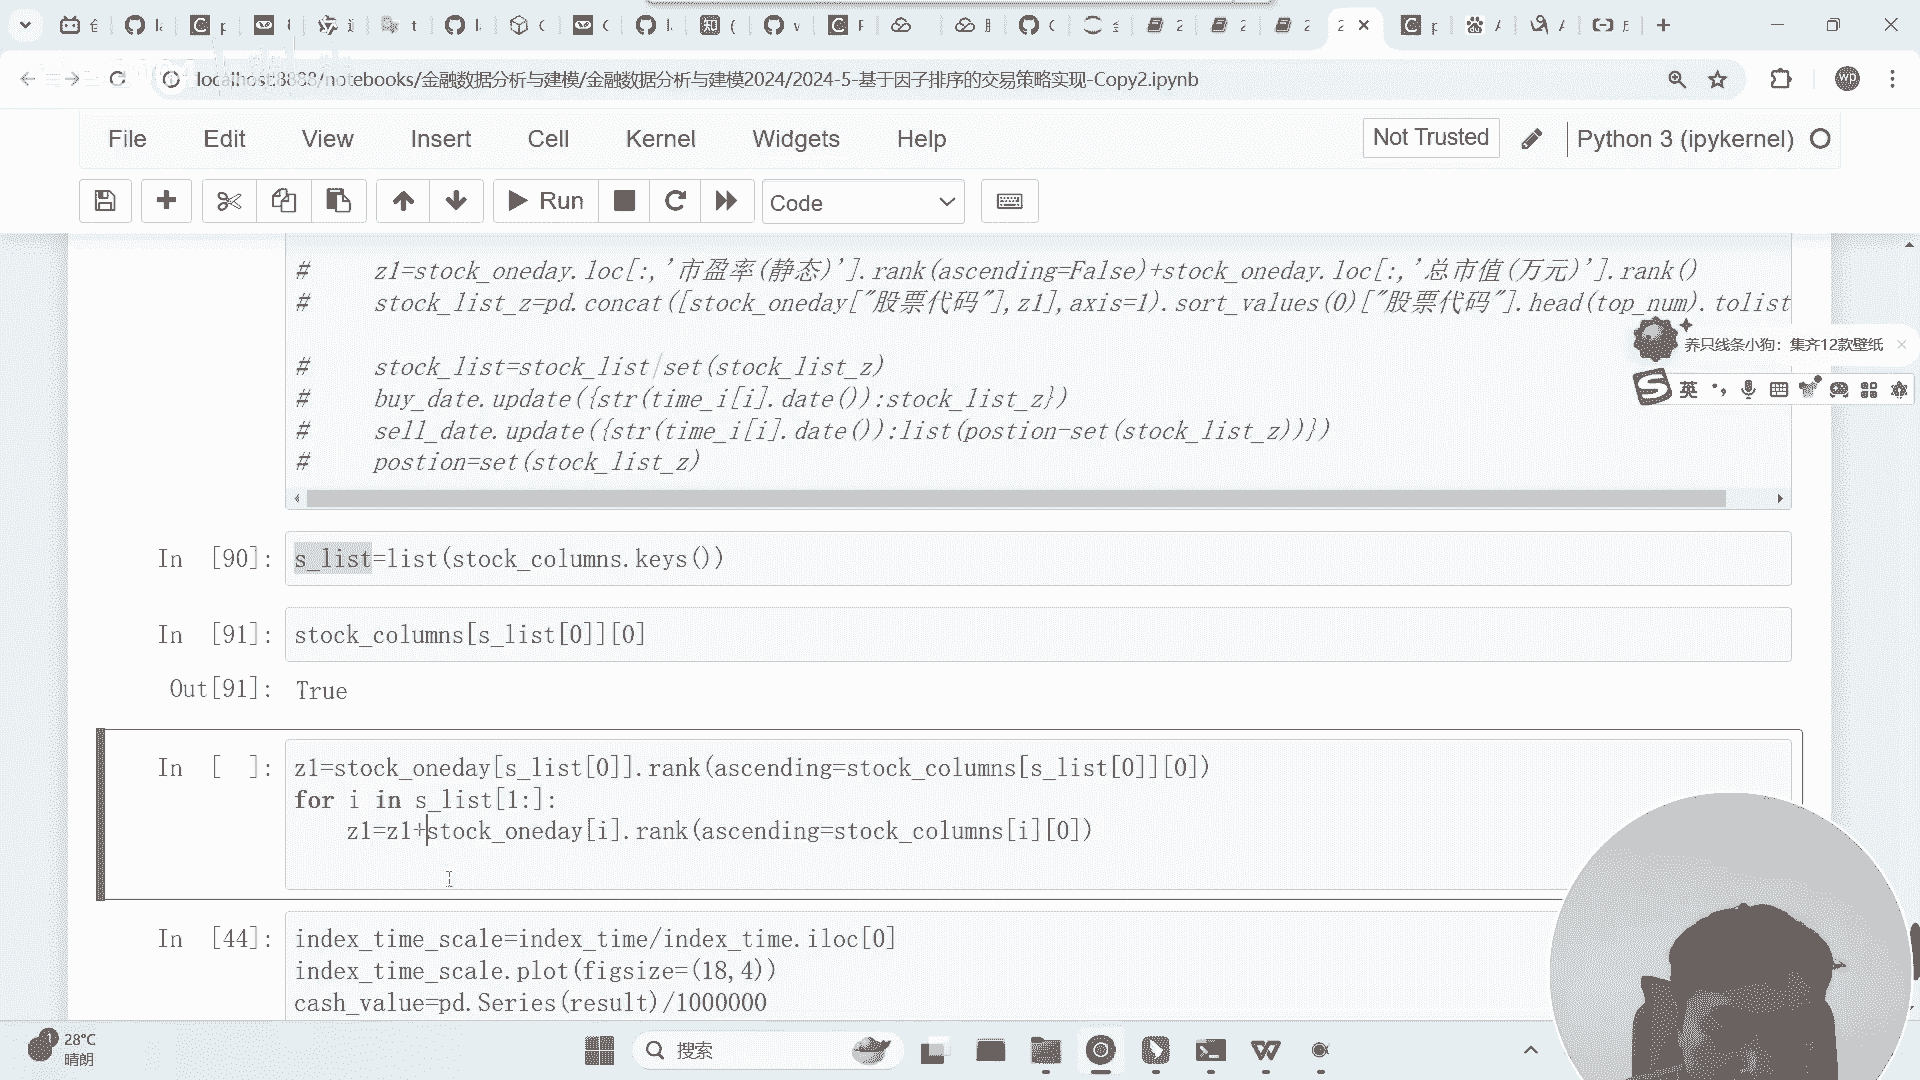 localhost:8888/notebooks/金融数据分析与建模/金融数据分析与建模2024/2024-5-基于因子排序的交易策略实现-Copy2.ipynb
File Edit View Insert Cell Kernel Widgets Help
Not Trusted
Python 3 (ipykernel)
Run
Code
# z1=stock_oneday.loc[:,'市盈率(静态)'].rank(ascending=False)+stock_oneday.loc[:,'总市值(万元)'].rank()
# stock_list_z=pd.concat([stock_oneday["股票代码"],z1],axis=1).sort_values(0)["股票代码"].head(top_num).tolist
养只线条小狗：集齐12款壁纸
英
# stock_list=stock_list|set(stock_list_z)
# buy_date.update({str(time_i[i].date()):stock_list_z})
# sell_date.update({str(time_i[i].date()):list(postion-set(stock_list_z))})
# postion=set(stock_list_z)
In [90]: s_list=list(stock_columns.keys())
In [91]: stock_columns[s_list[0]][0]
Out[91]: True
In [ ]: z1=stock_oneday[s_list[0]].rank(ascending=stock_columns[s_list[0]][0])
for i in s_list[1:]:
z1=z1+stock_oneday[i].rank(ascending=stock_columns[i][0])
In [44]: index_time_scale=index_time/index_time.iloc[0]
index_time_scale.plot(figsize=(18,4))
cash_value=pd.Series(result)/1000000
28°C
晴朗
搜索